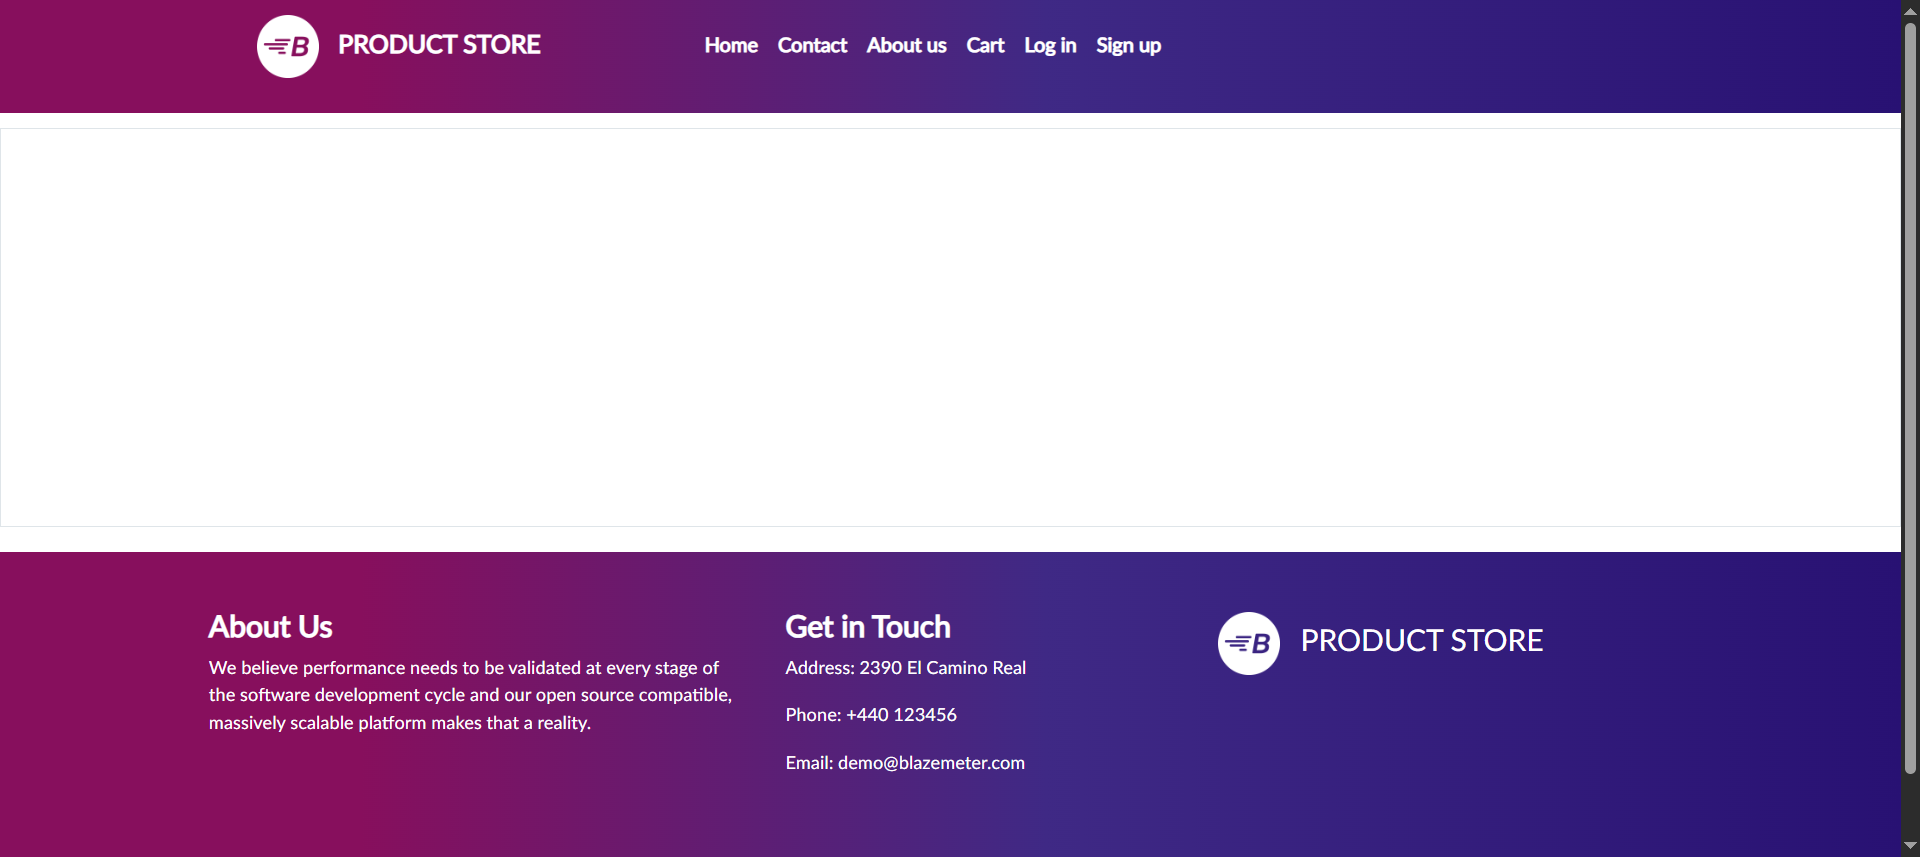 B PRODUCT STORE Home Contact About us Cart Log in Sign up
About Us
We believe performance needs to be validated at every stage of
the software development cycle and our open source compatible,
massively scalable platform makes that a reality.
Get in Touch
Address: 2390 El Camino Real
Phone: +440 123456
Email: demo@blazemeter.com
B PRODUCT STORE